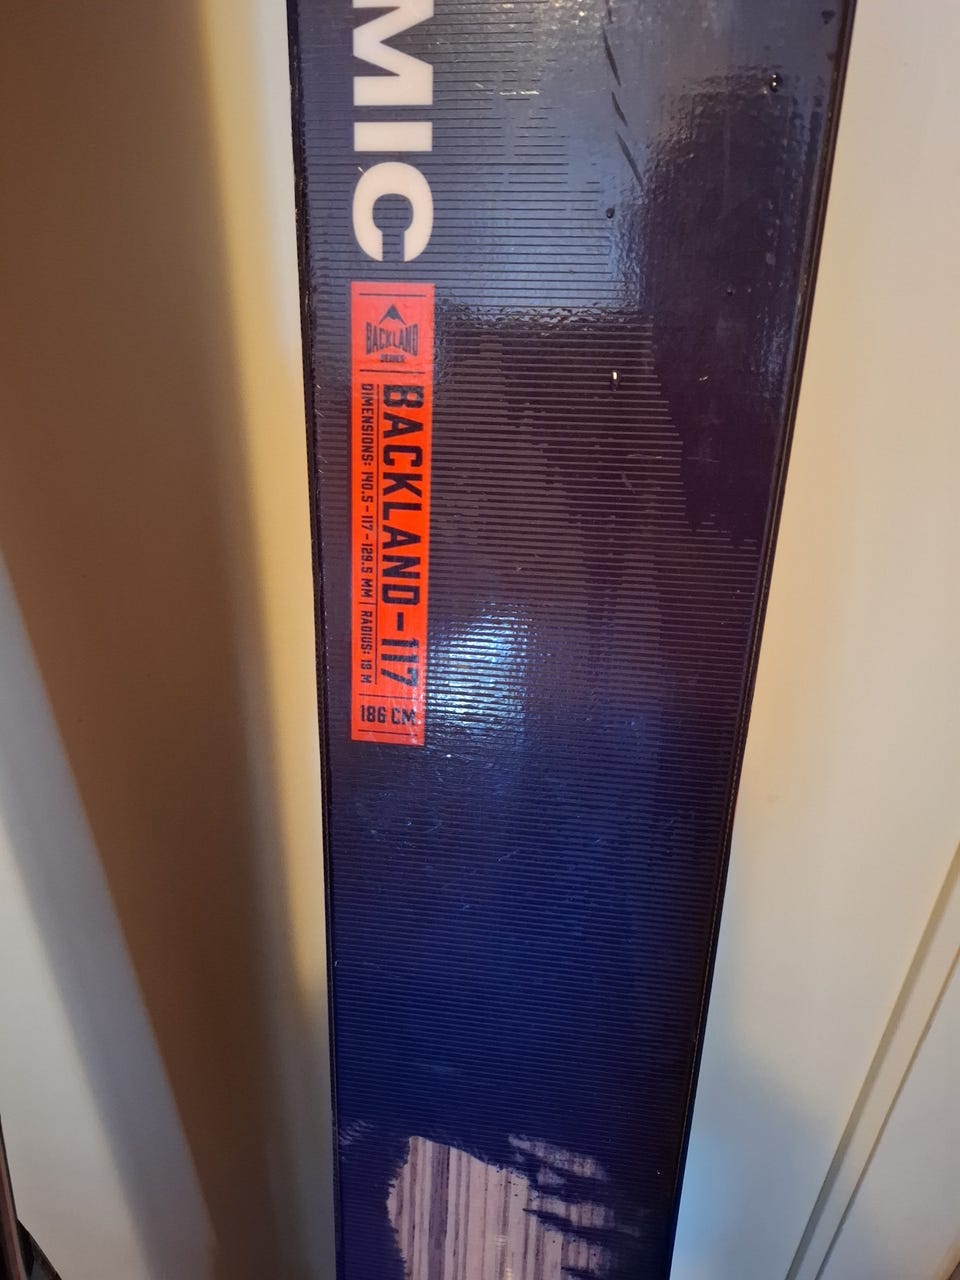 MIC
BACKLAND
SERIES
BACKLAND-117
DIMENSIONS: 140.5 - 117 - 129.5 MM | RADIUS: 19 M
186 CM